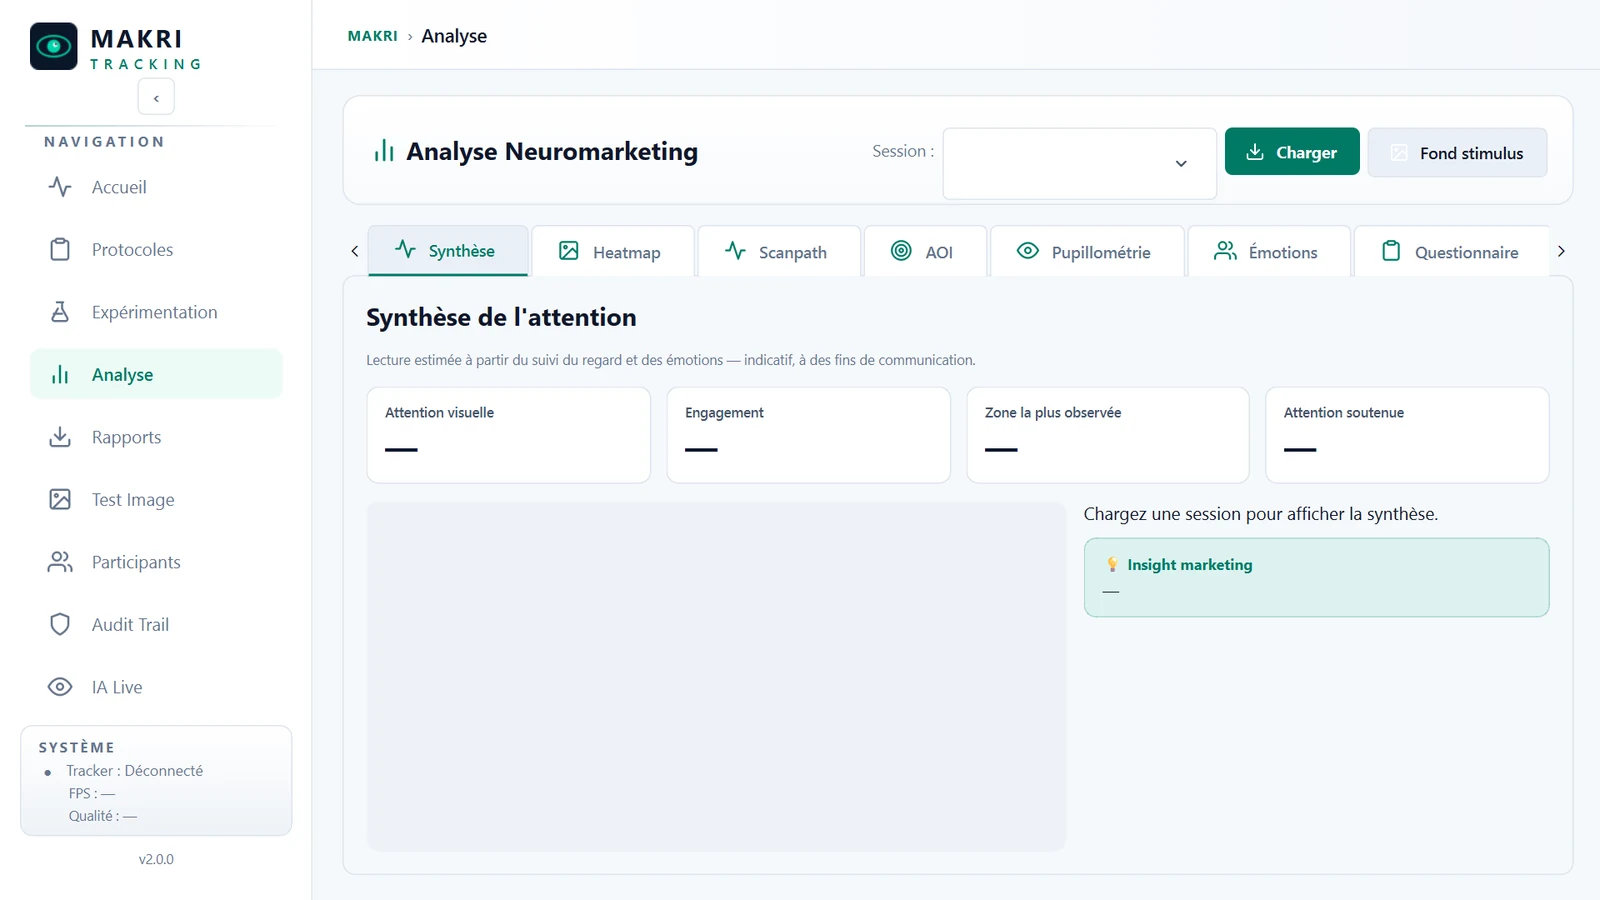 MAKRI
TRACKING
‹
NAVIGATION
Accueil
Protocoles
Expérimentation
Analyse
Rapports
Test Image
Participants
Audit Trail
IA Live
SYSTÈME
● Tracker : Déconnecté
FPS : —
Qualité : —
v2.0.0
MAKRI › Analyse
Analyse Neuromarketing
Session :
Charger
Fond stimulus
Synthèse
Heatmap
Scanpath
AOI
Pupillométrie
Émotions
Questionnaire
Synthèse de l'attention
Lecture estimée à partir du suivi du regard et des émotions — indicatif, à des fins de communication.
Attention visuelle
—
Engagement
—
Zone la plus observée
—
Attention soutenue
—
Chargez une session pour afficher la synthèse.
💡 Insight marketing
—